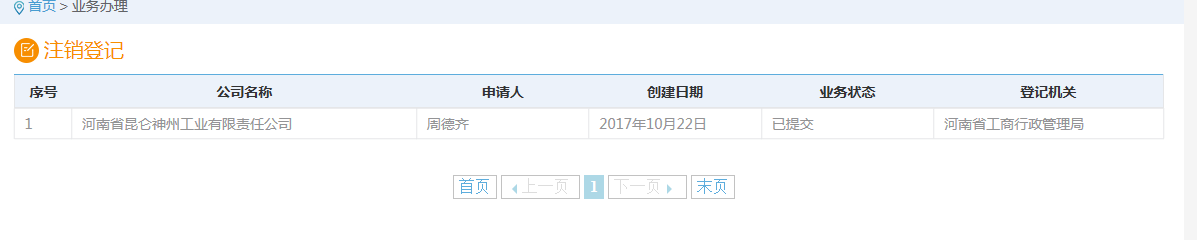 首页 > 业务办理
注销登记
序号 公司名称 申请人 创建日期 业务状态 登记机关
1 河南省昆仑神州工业有限责任公司 周德齐 2017年10月22日 已提交 河南省工商行政管理局
首页 上一页 1 下一页 末页